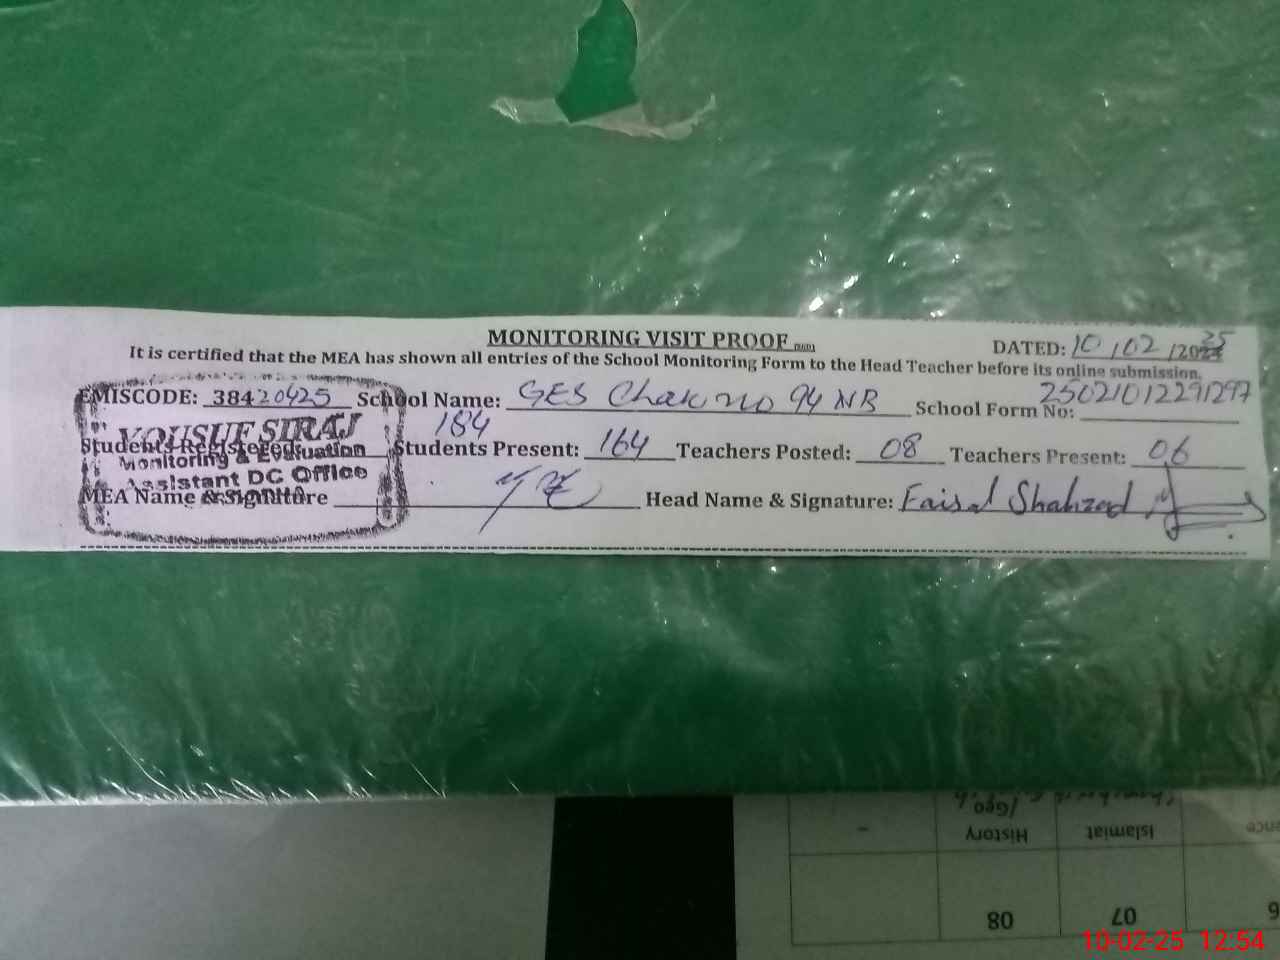 MONITORING VISIT PROOF
DATED: 10/02/2025
It is certified that the MEA has shown all entries of the School Monitoring Form to the Head Teacher before its online submission.
EMISCODE: 38420425 School Name: GES Chak no 94 NB School Form No: 25021012291297
Students Registered: 184 Students Present: 164 Teachers Posted: 08 Teachers Present: 06
MEA Name & Signature Head Name & Signature: Faisal Shahzad
YOUSUF SIRAJ
Monitoring & Evaluation
Assistant DC Office
/Geo
History Islamiat
08 07
10-02-25 12:54